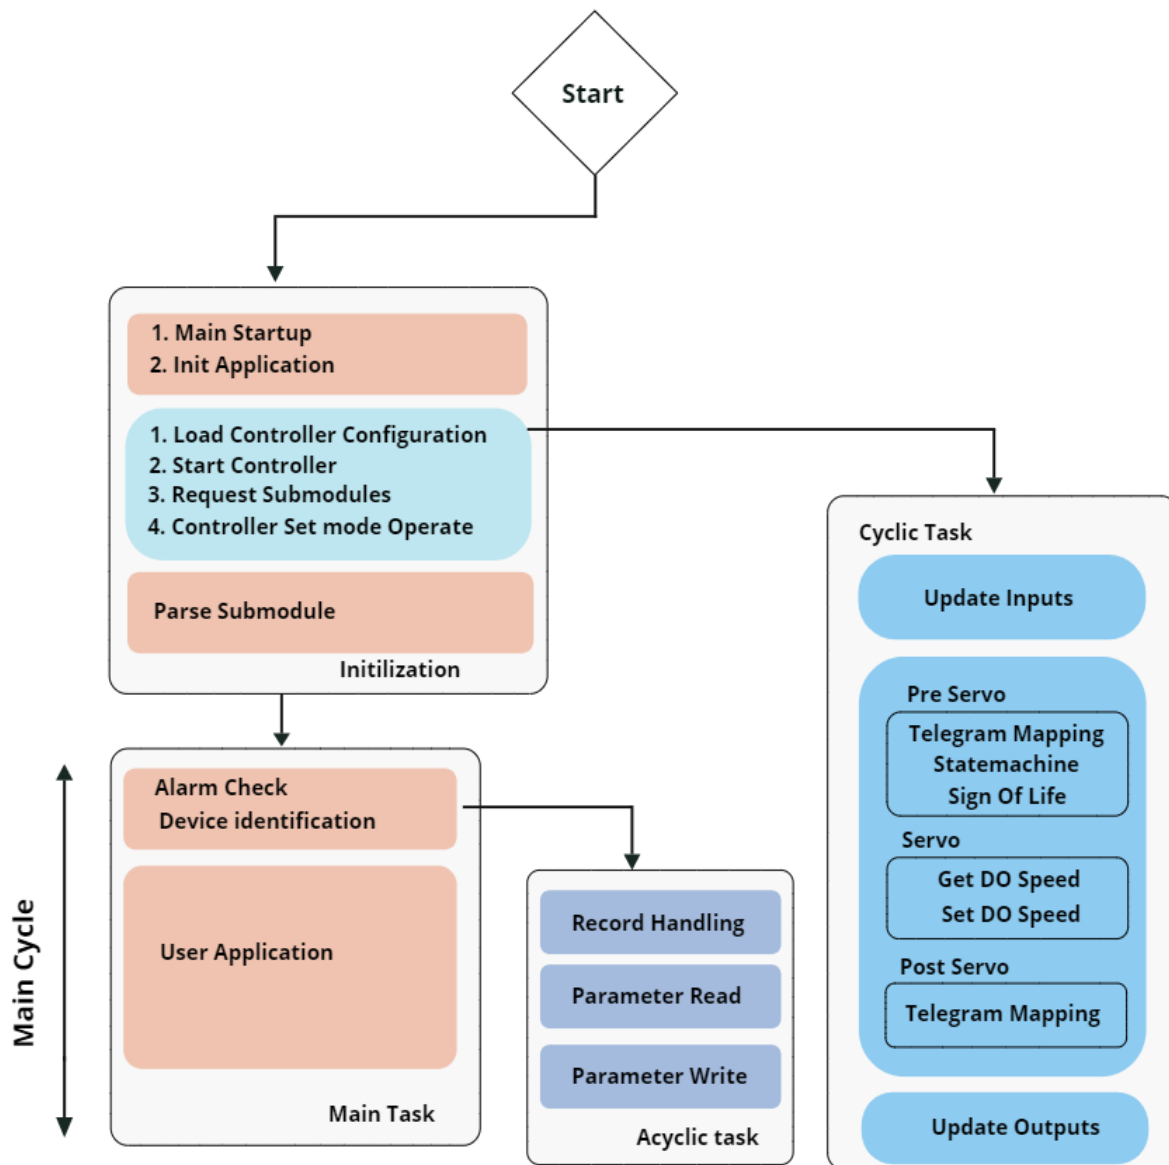 Start
1. Main Startup
2. Init Application
1. Load Controller Configuration
2. Start Controller
3. Request Submodules
4. Controller Set mode Operate
Parse Submodule
Initilization
Main Cycle
Alarm Check
Device identification
User Application
Main Task
Record Handling
Parameter Read
Parameter Write
Acyclic task
Cyclic Task
Update Inputs
Pre Servo
Telegram Mapping
Statemachine
Sign Of Life
Servo
Get DO Speed
Set DO Speed
Post Servo
Telegram Mapping
Update Outputs